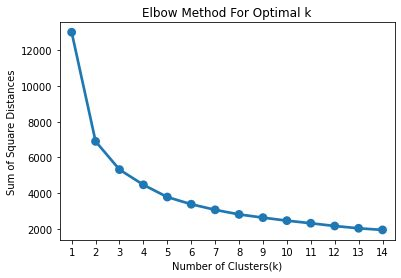 Elbow Method For Optimal k
12000
10000
8000
6000
4000
2000
Sum of Square Distances
1 2 3 4 5 6 7 8 9 10 11 12 13 14
Number of Clusters(k)